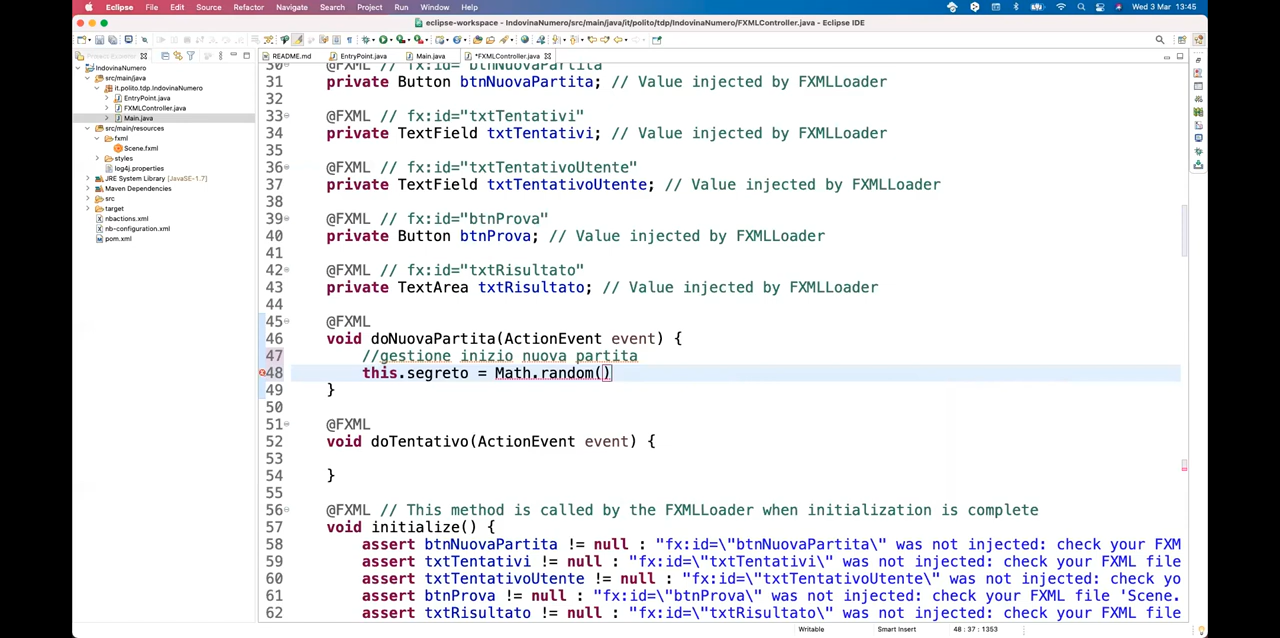 Eclipse File Edit Source Refactor Navigate Search Project Run Window Help Wed 3 Mar 13:45
eclipse-workspace - IndovinaNumero/src/main/java/it/polito/tdp/IndovinaNumero/FXMLController.java - Eclipse IDE
Project Explorer
README.md EntryPoint.java Main.java *FXMLController.java
IndovinaNumero
src/main/java
it.polito.tdp.IndovinaNumero
EntryPoint.java
FXMLController.java
Main.java
src/main/resources
fxml
Scene.fxml
styles
log4j.properties
JRE System Library [JavaSE-1.7]
Maven Dependencies
src
target
nbactions.xml
nb-configuration.xml
pom.xml
30 @FXML // fx:id="btnNuovaPartita"
31 private Button btnNuovaPartita; // Value injected by FXMLLoader
32
33 @FXML // fx:id="txtTentativi"
34 private TextField txtTentativi; // Value injected by FXMLLoader
35
36 @FXML // fx:id="txtTentativoUtente"
37 private TextField txtTentativoUtente; // Value injected by FXMLLoader
38
39 @FXML // fx:id="btnProva"
40 private Button btnProva; // Value injected by FXMLLoader
41
42 @FXML // fx:id="txtRisultato"
43 private TextArea txtRisultato; // Value injected by FXMLLoader
44
45 @FXML
46 void doNuovaPartita(ActionEvent event) {
47 //gestione inizio nuova partita
48 this.segreto = Math.random()
49 }
50
51 @FXML
52 void doTentativo(ActionEvent event) {
53
54 }
55
56 @FXML // This method is called by the FXMLLoader when initialization is complete
57 void initialize() {
58 assert btnNuovaPartita != null : "fx:id=\"btnNuovaPartita\" was not injected: check your FXM
59 assert txtTentativi != null : "fx:id=\"txtTentativi\" was not injected: check your FXML file
60 assert txtTentativoUtente != null : "fx:id=\"txtTentativoUtente\" was not injected: check yo
61 assert btnProva != null : "fx:id=\"btnProva\" was not injected: check your FXML file 'Scene.
62 assert txtRisultato != null : "fx:id=\"txtRisultato\" was not injected: check your FXML file
Writable Smart Insert 48 : 37 : 1353